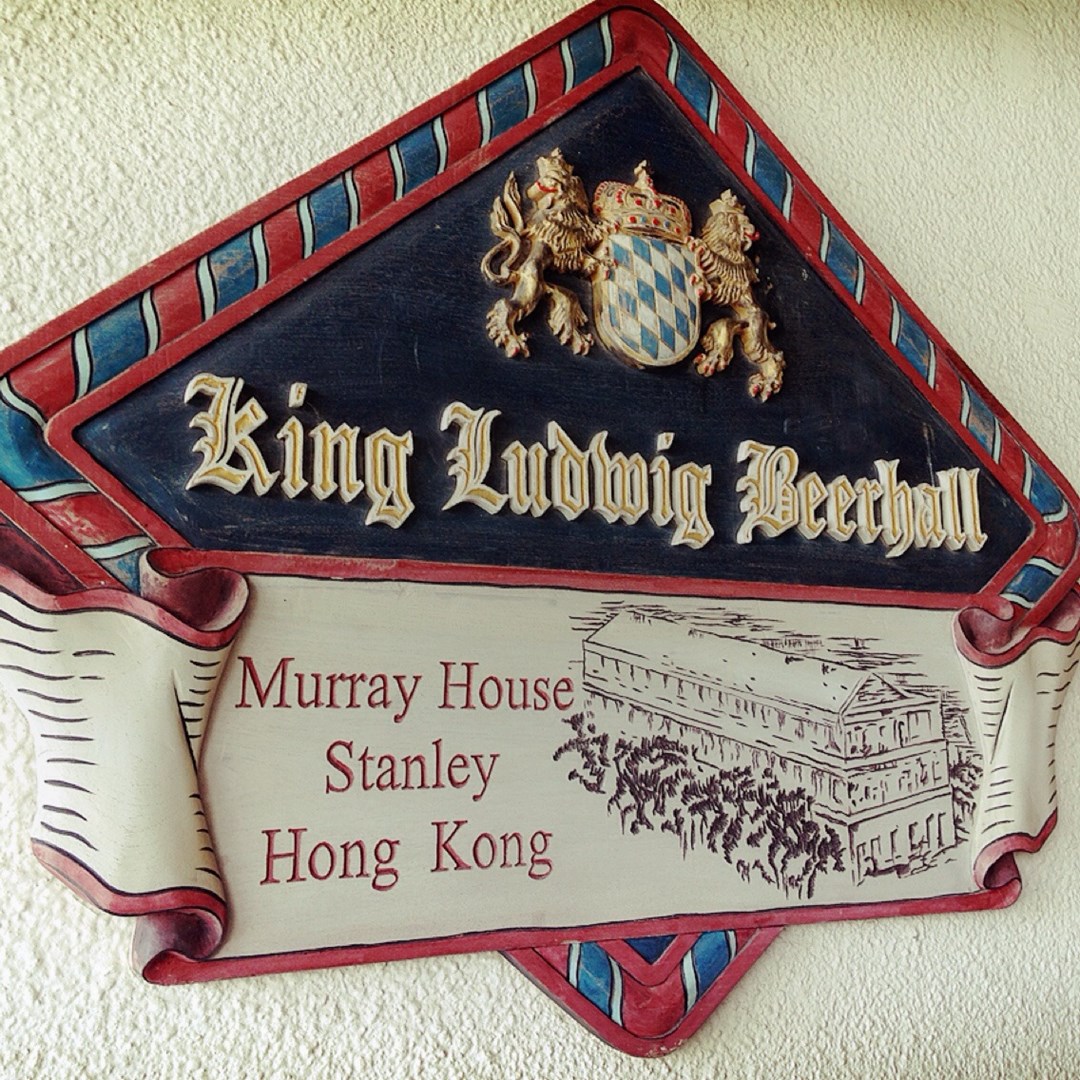 King Ludwig Beerhall
Murray House
Stanley
Hong Kong